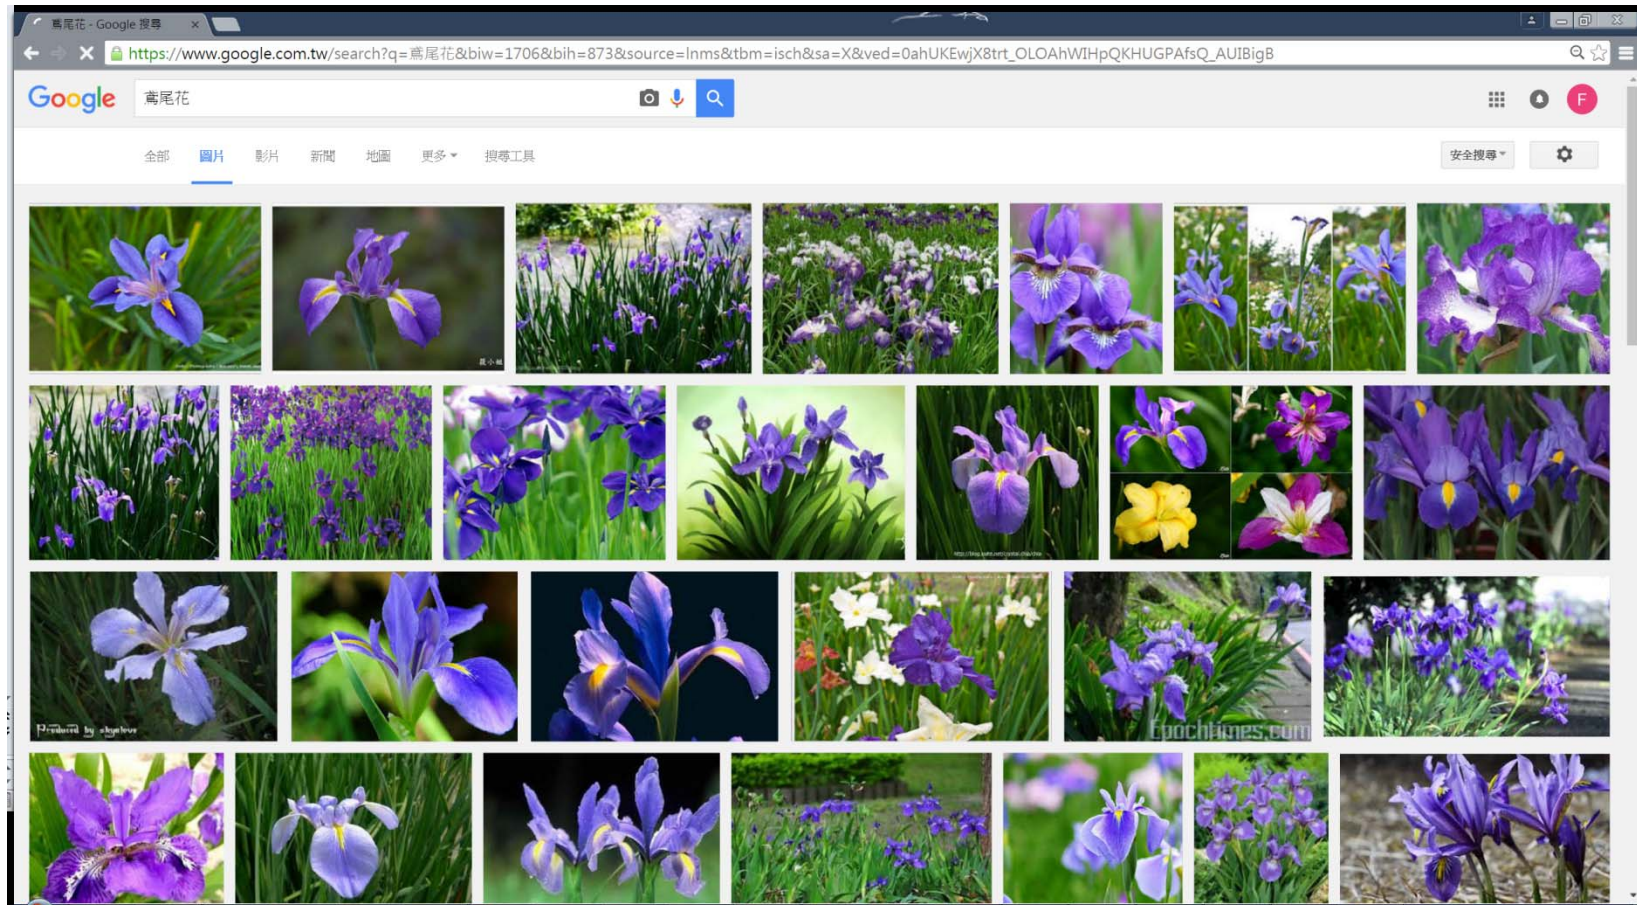 鳶尾花 - Google 搜尋
https://www.google.com.tw/search?q=鳶尾花&biw=1706&bih=873&source=lnms&tbm=isch&sa=X&ved=0ahUKEwjX8trt_OLOAhWIHpQKHUGPAfsQ_AUIBigB
Google 鳶尾花 F
全部 圖片 影片 新聞 地圖 更多 搜尋工具 安全搜尋
Produced by skyelove
Epochtimes.com